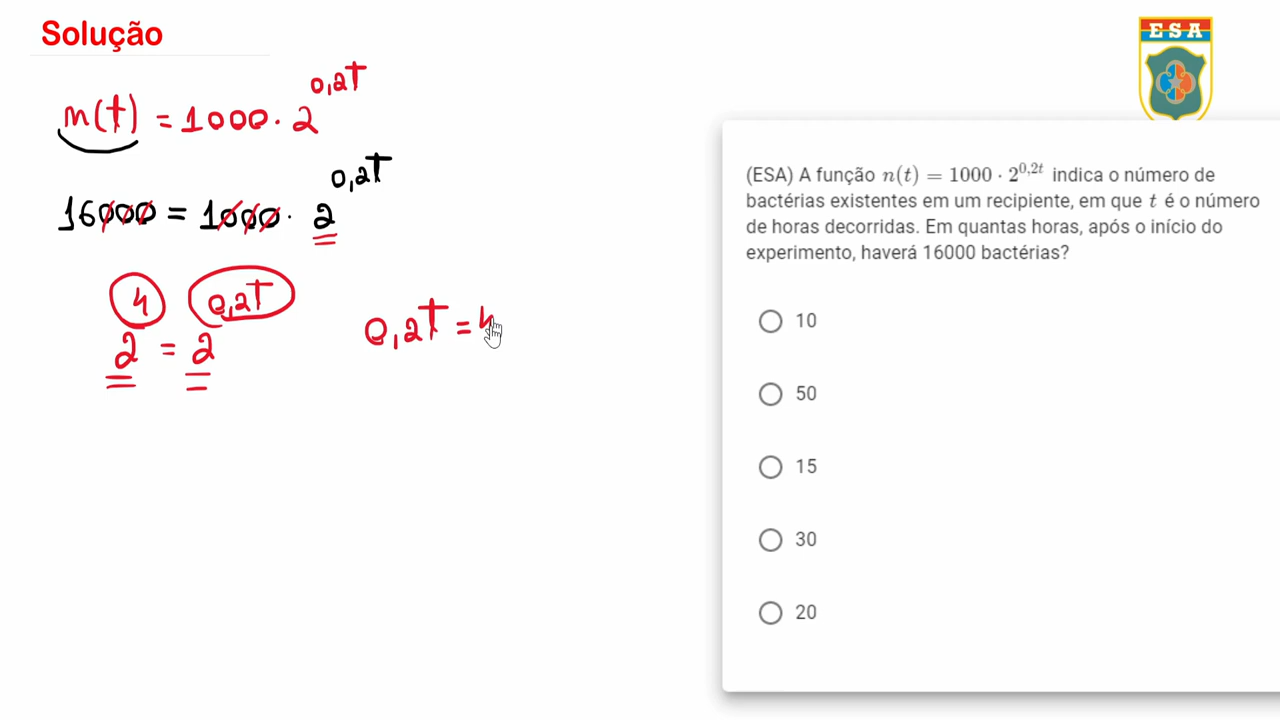 Solução
n(t) = 1000 · 2^0,2t
16000 = 1000 · 2^0,2t
2^4 = 2^0,2t
0,2t = 4
ESA
(ESA) A função n(t) = 1000 · 2^0,2t indica o número de
bactérias existentes em um recipiente, em que t é o número
de horas decorridas. Em quantas horas, após o início do
experimento, haverá 16000 bactérias?
10
50
15
30
20